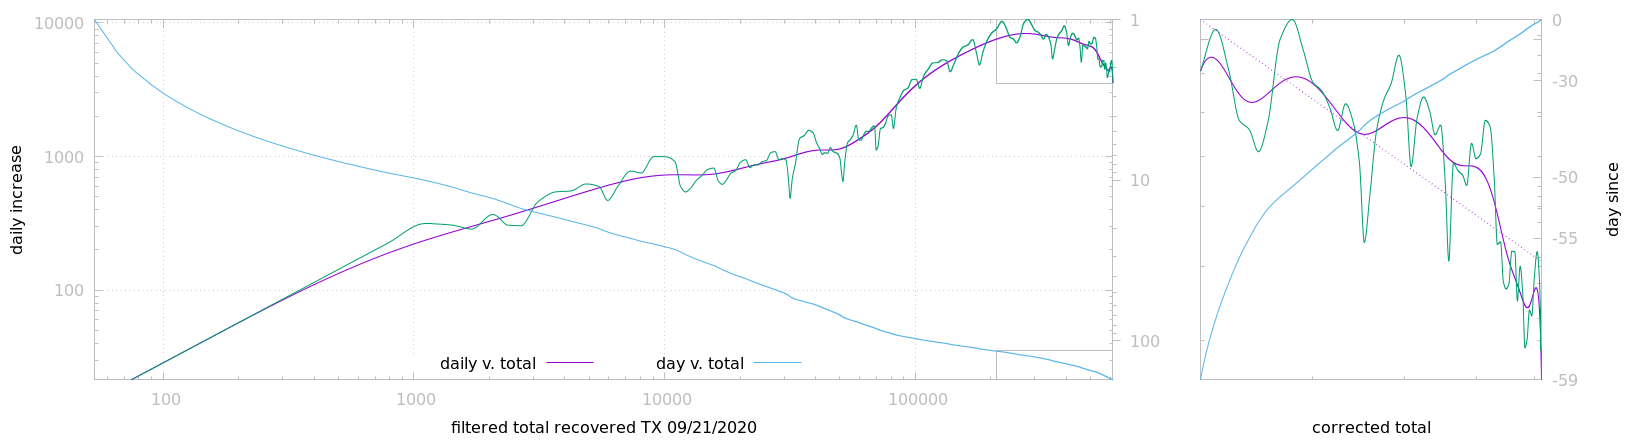 10000
1000
100
daily increase
100
1000
10000
100000
filtered total recovered TX 09/21/2020
daily v. total
day v. total
1
10
100
0
-30
-50
-55
-59
day since
corrected total